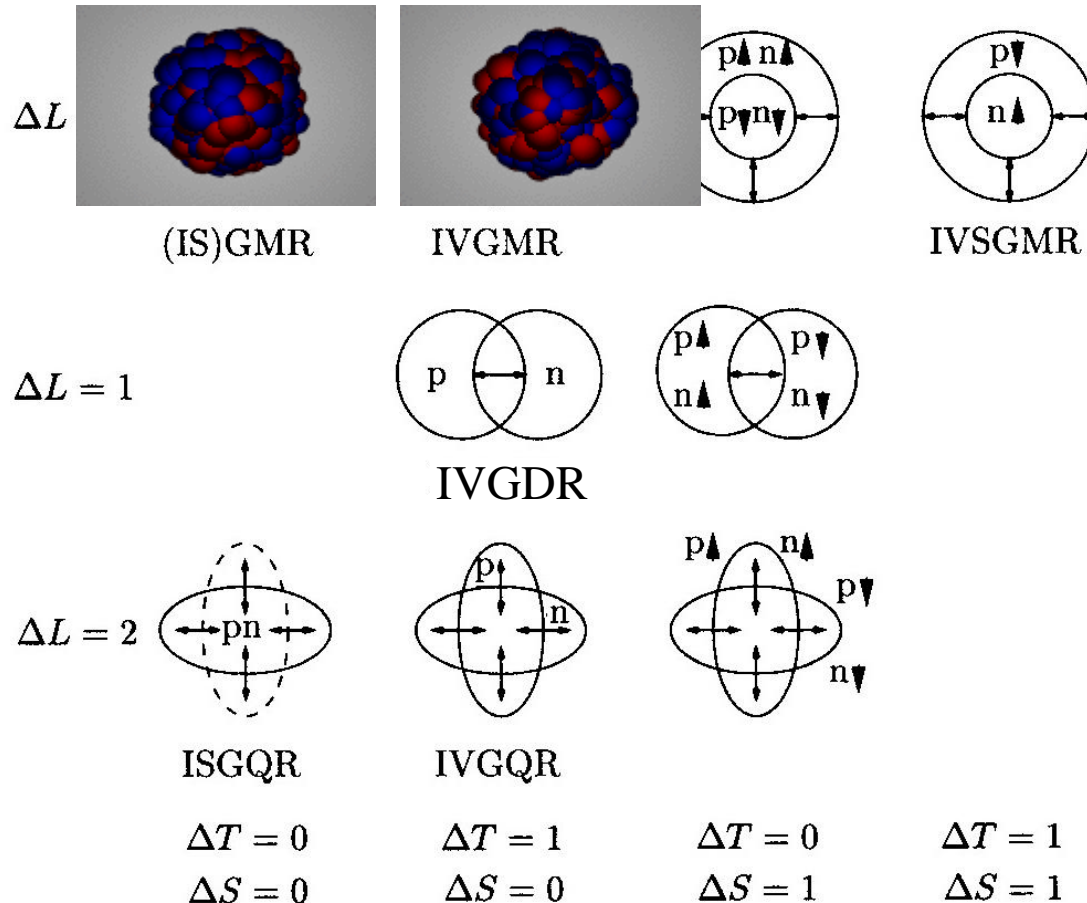 ΔL
p▲ n▲
p▼ n▼
p▼
n▲
(IS)GMR IVGMR IVSGMR
ΔL = 1
p n
p▲ p▼
n▲ n▼
IVGDR
ΔL = 2
pn
p
n
p▲ n▲
p▼
n▼
ISGQR IVGQR
ΔT = 0 ΔT = 1 ΔT = 0 ΔT = 1
ΔS = 0 ΔS = 0 ΔS = 1 ΔS = 1